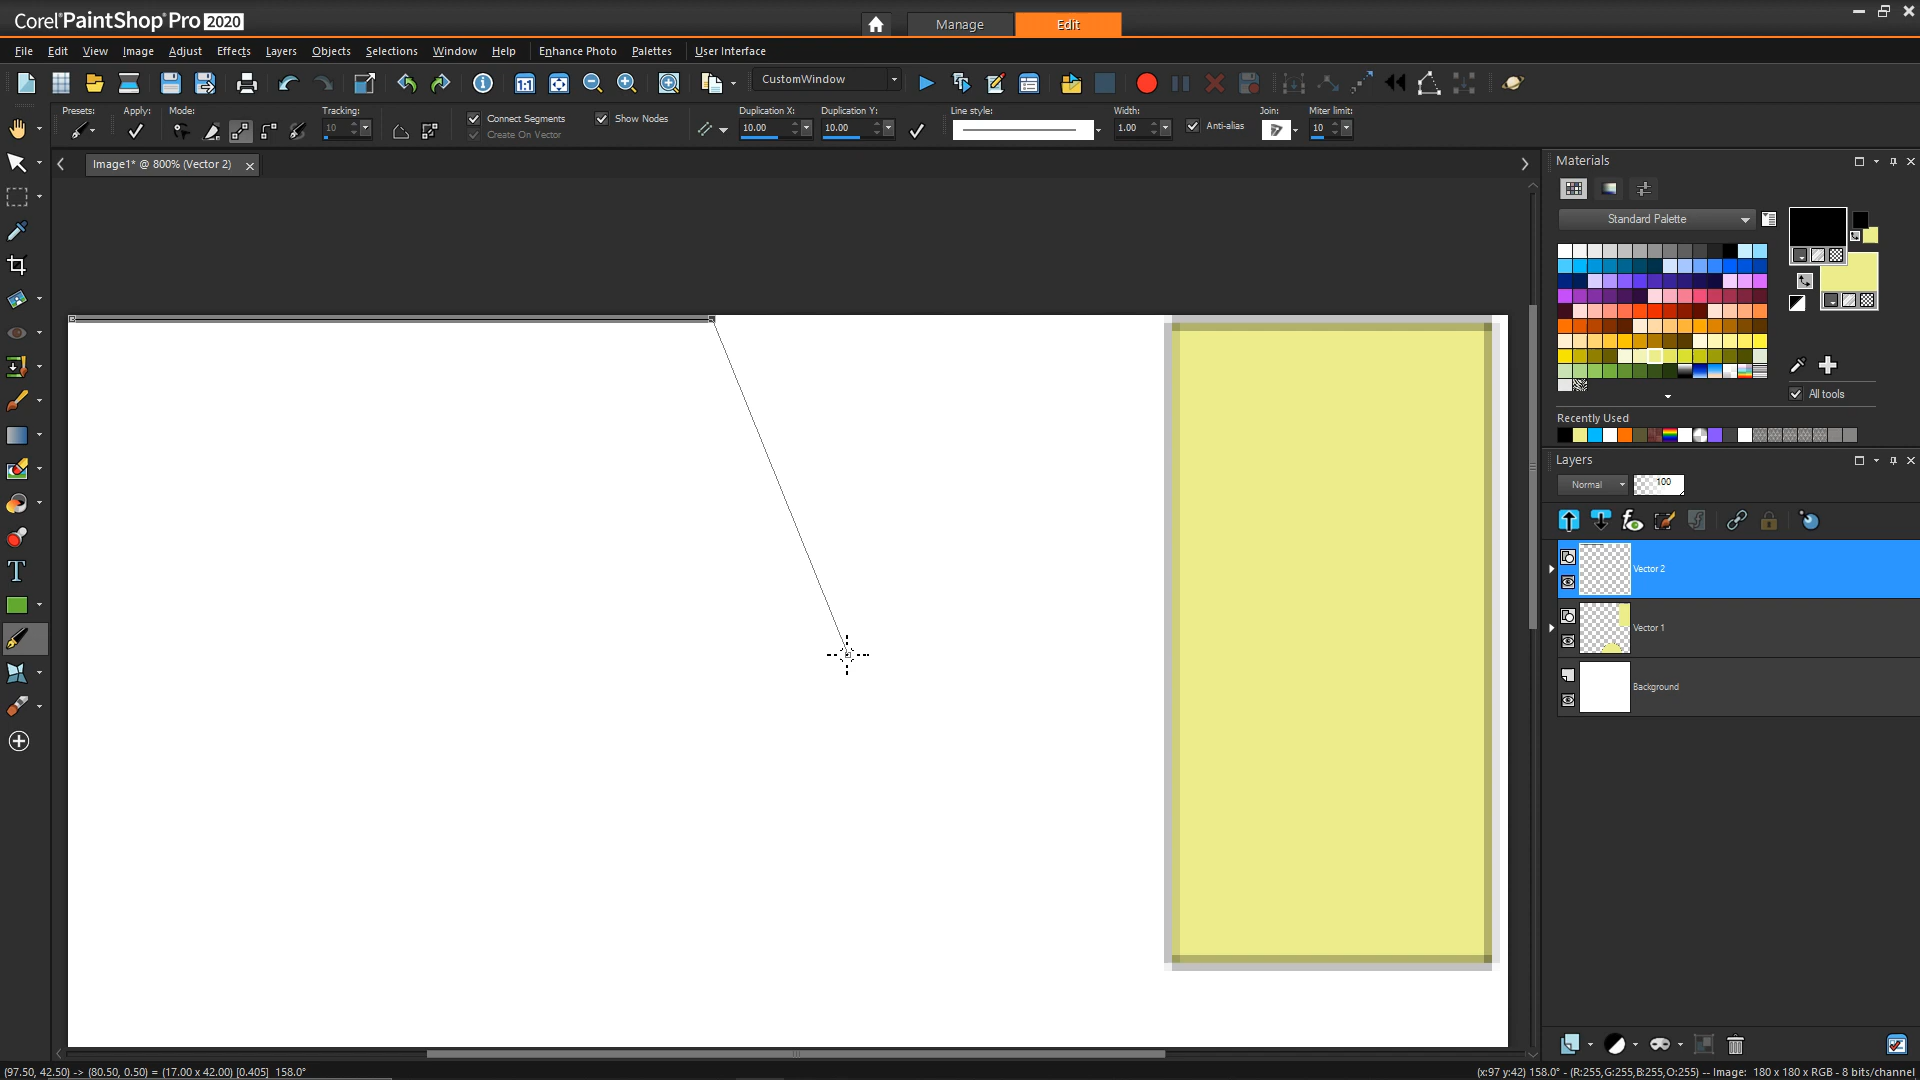 Corel® PaintShop® Pro 2020
Manage
Edit
File Edit View Image Adjust Effects Layers Objects Selections Window Help Enhance Photo Palettes User Interface
1:1
CustomWindow
Presets:
Apply:
Mode:
Tracking:
10
Connect Segments
Create On Vector
Show Nodes
Duplication X:
10.00
Duplication Y:
10.00
Line style:
Width:
1.00
Anti-alias
Join:
Miter limit:
10
Image1* @ 800% (Vector 2)
Materials
Standard Palette
All tools
Recently Used
Layers
Normal
100
Vector 2
Vector 1
Background
(97.50, 42.50) -> (80.50, 0.50) = (17.00 x 42.00) [0.405] 158.0°
(x:97 y:42) 158.0° - (R:255,G:255,B:255,O:255) -- Image: 180 x 180 x RGB - 8 bits/channel